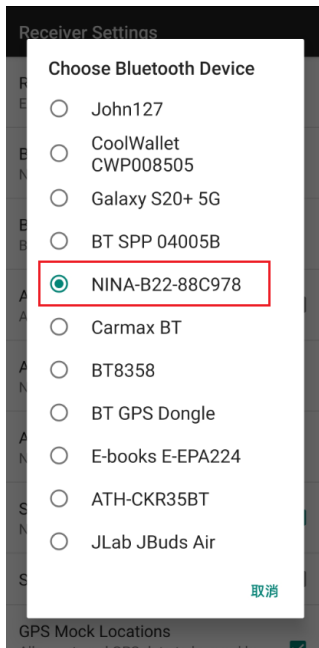 Receiver Settings
Choose Bluetooth Device
John127
CoolWallet
CWP008505
Galaxy S20+ 5G
BT SPP 04005B
NINA-B22-88C978
Carmax BT
BT8358
BT GPS Dongle
E-books E-EPA224
ATH-CKR35BT
JLab JBuds Air
取消
GPS Mock Locations